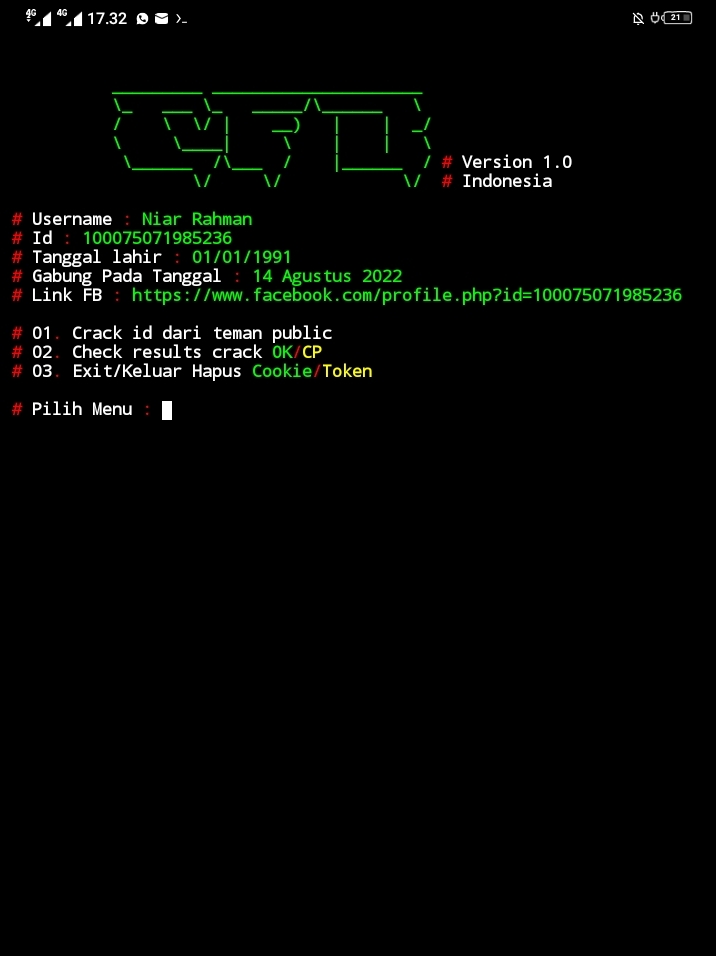 4G 4G 17.32 21
# Version 1.0
# Indonesia
# Username : Niar Rahman
# Id : 100075071985236
# Tanggal lahir : 01/01/1991
# Gabung Pada Tanggal : 14 Agustus 2022
# Link FB : https://www.facebook.com/profile.php?id=100075071985236
# 01. Crack id dari teman public
# 02. Check results crack OK/CP
# 03. Exit/Keluar Hapus Cookie/Token
# Pilih Menu :